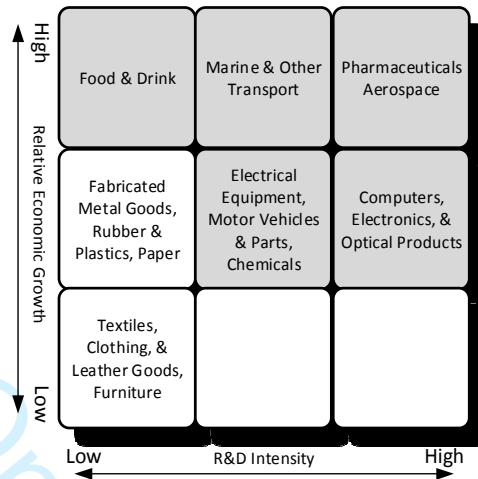 High
Relative Economic Growth
Low
Food & Drink
Marine & Other
Transport
Pharmaceuticals
Aerospace
Fabricated
Metal Goods,
Rubber &
Plastics, Paper
Electrical
Equipment,
Motor Vehicles
& Parts,
Chemicals
Computers,
Electronics, &
Optical Products
Textiles,
Clothing, &
Leather Goods,
Furniture
Low
R&D Intensity
High